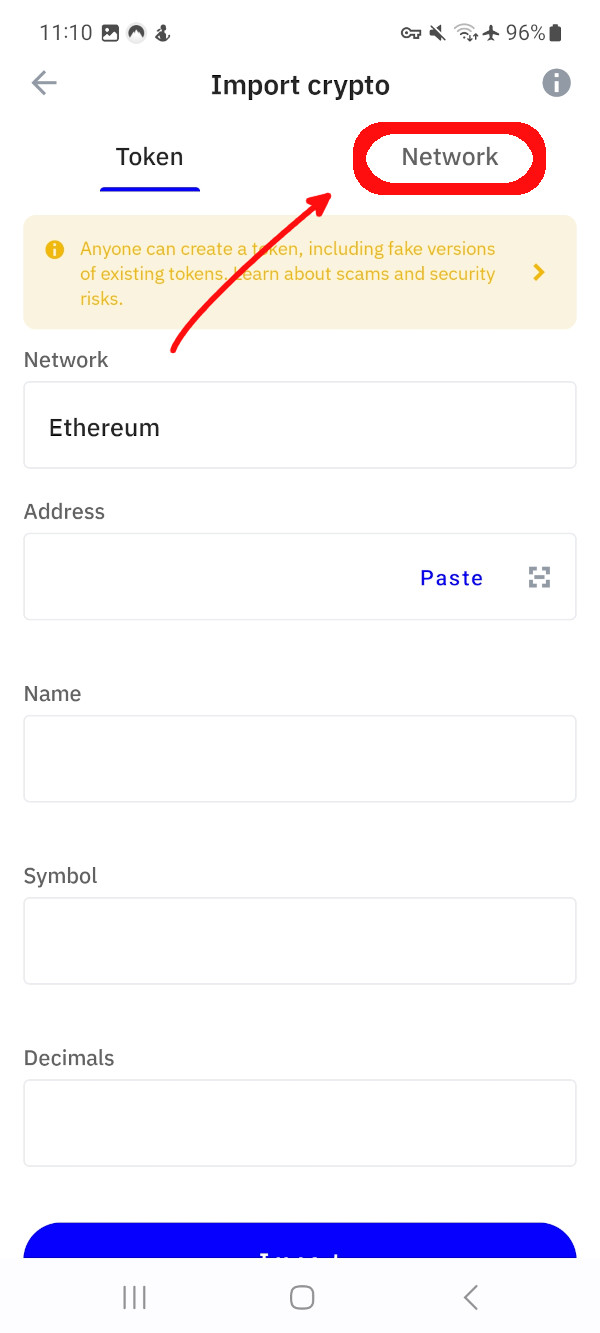 11:10 96%
Import crypto
Token Network
Anyone can create a token, including fake versions
of existing tokens. Learn about scams and security
risks.
Network
Ethereum
Address
Paste
Name
Symbol
Decimals
Import